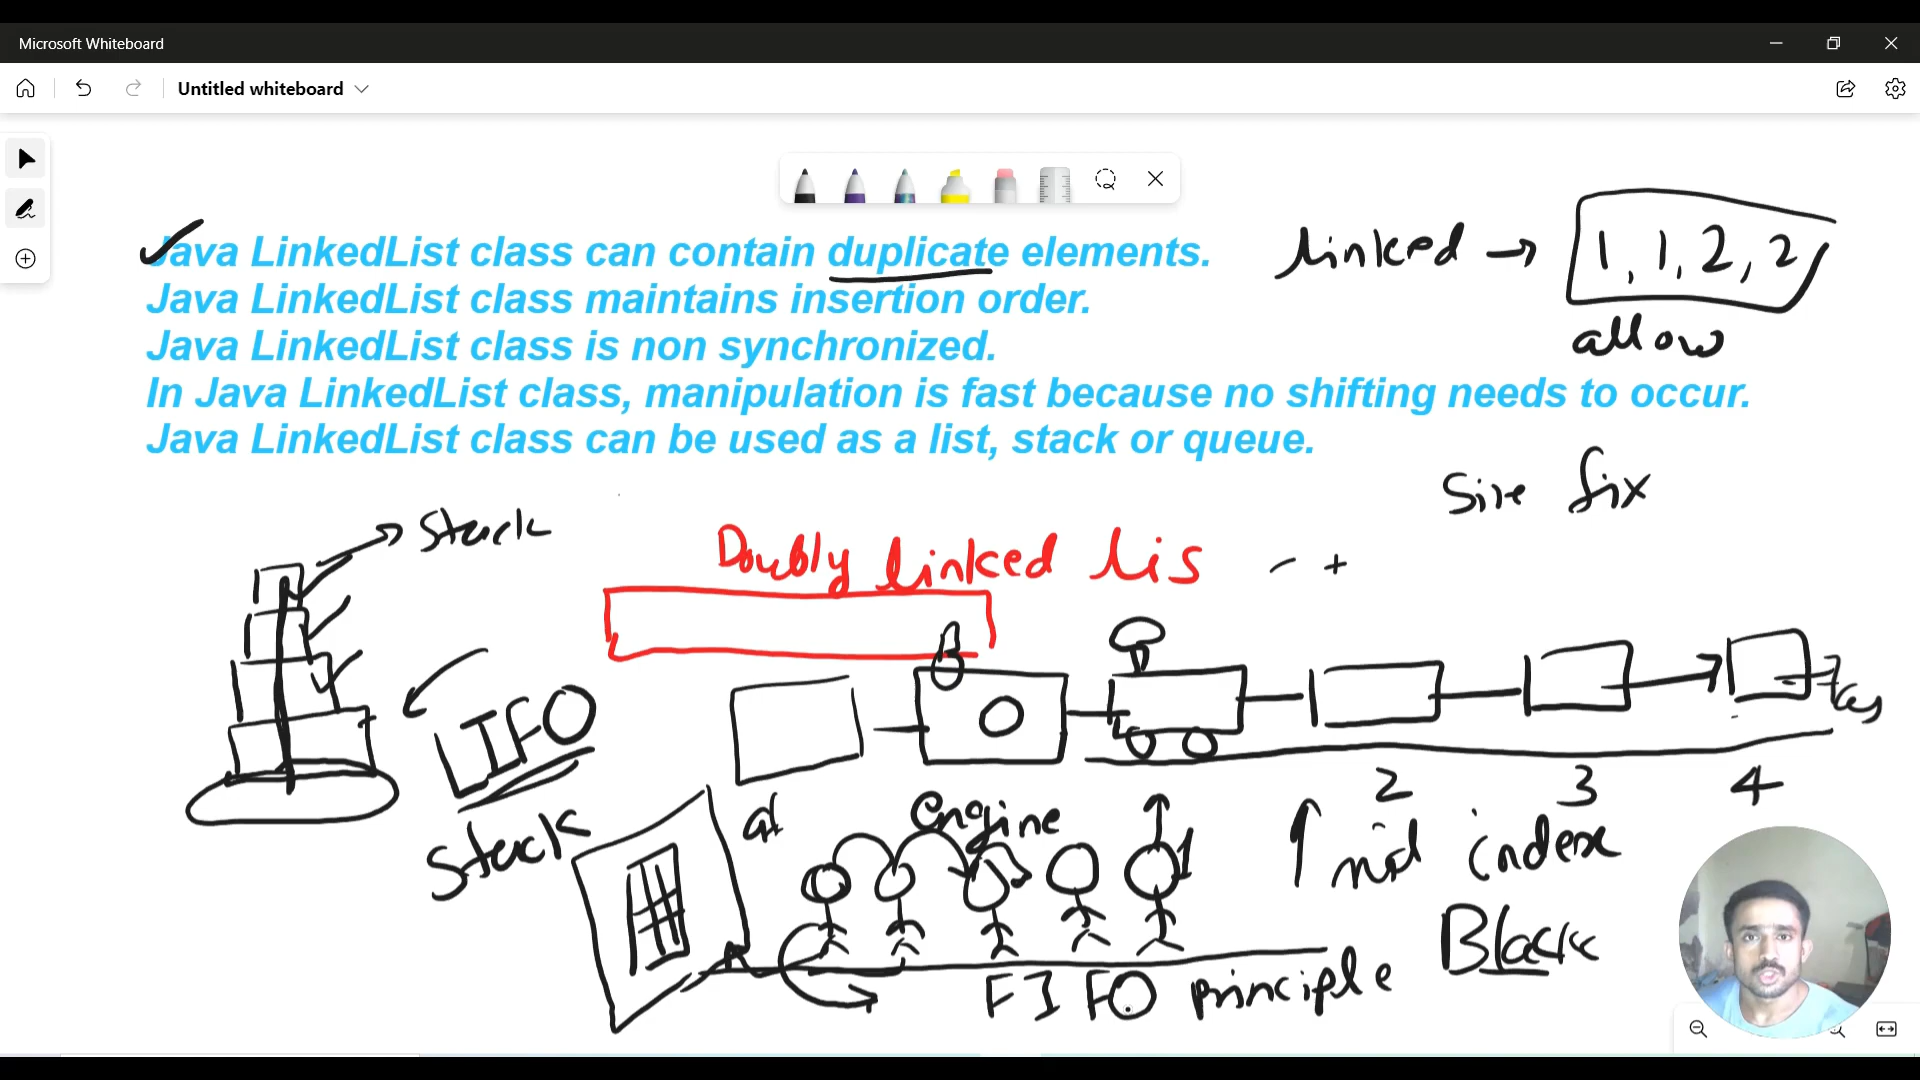 Microsoft Whiteboard
Untitled whiteboard
Java LinkedList class can contain duplicate elements.
Java LinkedList class maintains insertion order.
Java LinkedList class is non synchronized.
In Java LinkedList class, manipulation is fast because no shifting needs to occur.
Java LinkedList class can be used as a list, stack or queue.
linked → 1, 1, 2, 2
allow
Size fix
Stack
Doubly linked lis
- +
LIFO
Stack
engine
2 3 4
index
Black
FIFO principle